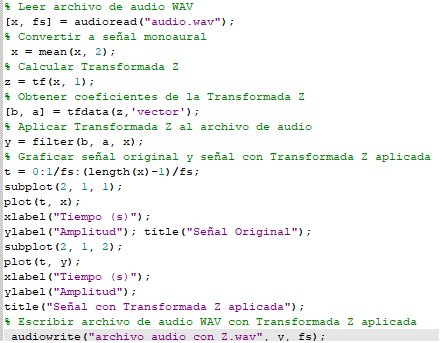 % Leer archivo de audio WAV
[x, fs] = audioread("audio.wav");
% Convertir a señal monoaural
x = mean(x, 2);
% Calcular Transformada Z
z = tf(x, 1);
% Obtener coeficientes de la Transformada Z
[b, a] = tfdata(z,'vector');
% Aplicar Transformada Z al archivo de audio
y = filter(b, a, x);
% Graficar señal original y señal con Transformada Z aplicada
t = 0:1/fs:(length(x)-1)/fs;
subplot(2, 1, 1);
plot(t, x);
xlabel("Tiempo (s)");
ylabel("Amplitud"); title("Señal Original");
subplot(2, 1, 2);
plot(t, y);
xlabel("Tiempo (s)");
ylabel("Amplitud");
title("Señal con Transformada Z aplicada");
% Escribir archivo de audio WAV con Transformada Z aplicada
audiowrite("archivo audio con Z.wav", y, fs);